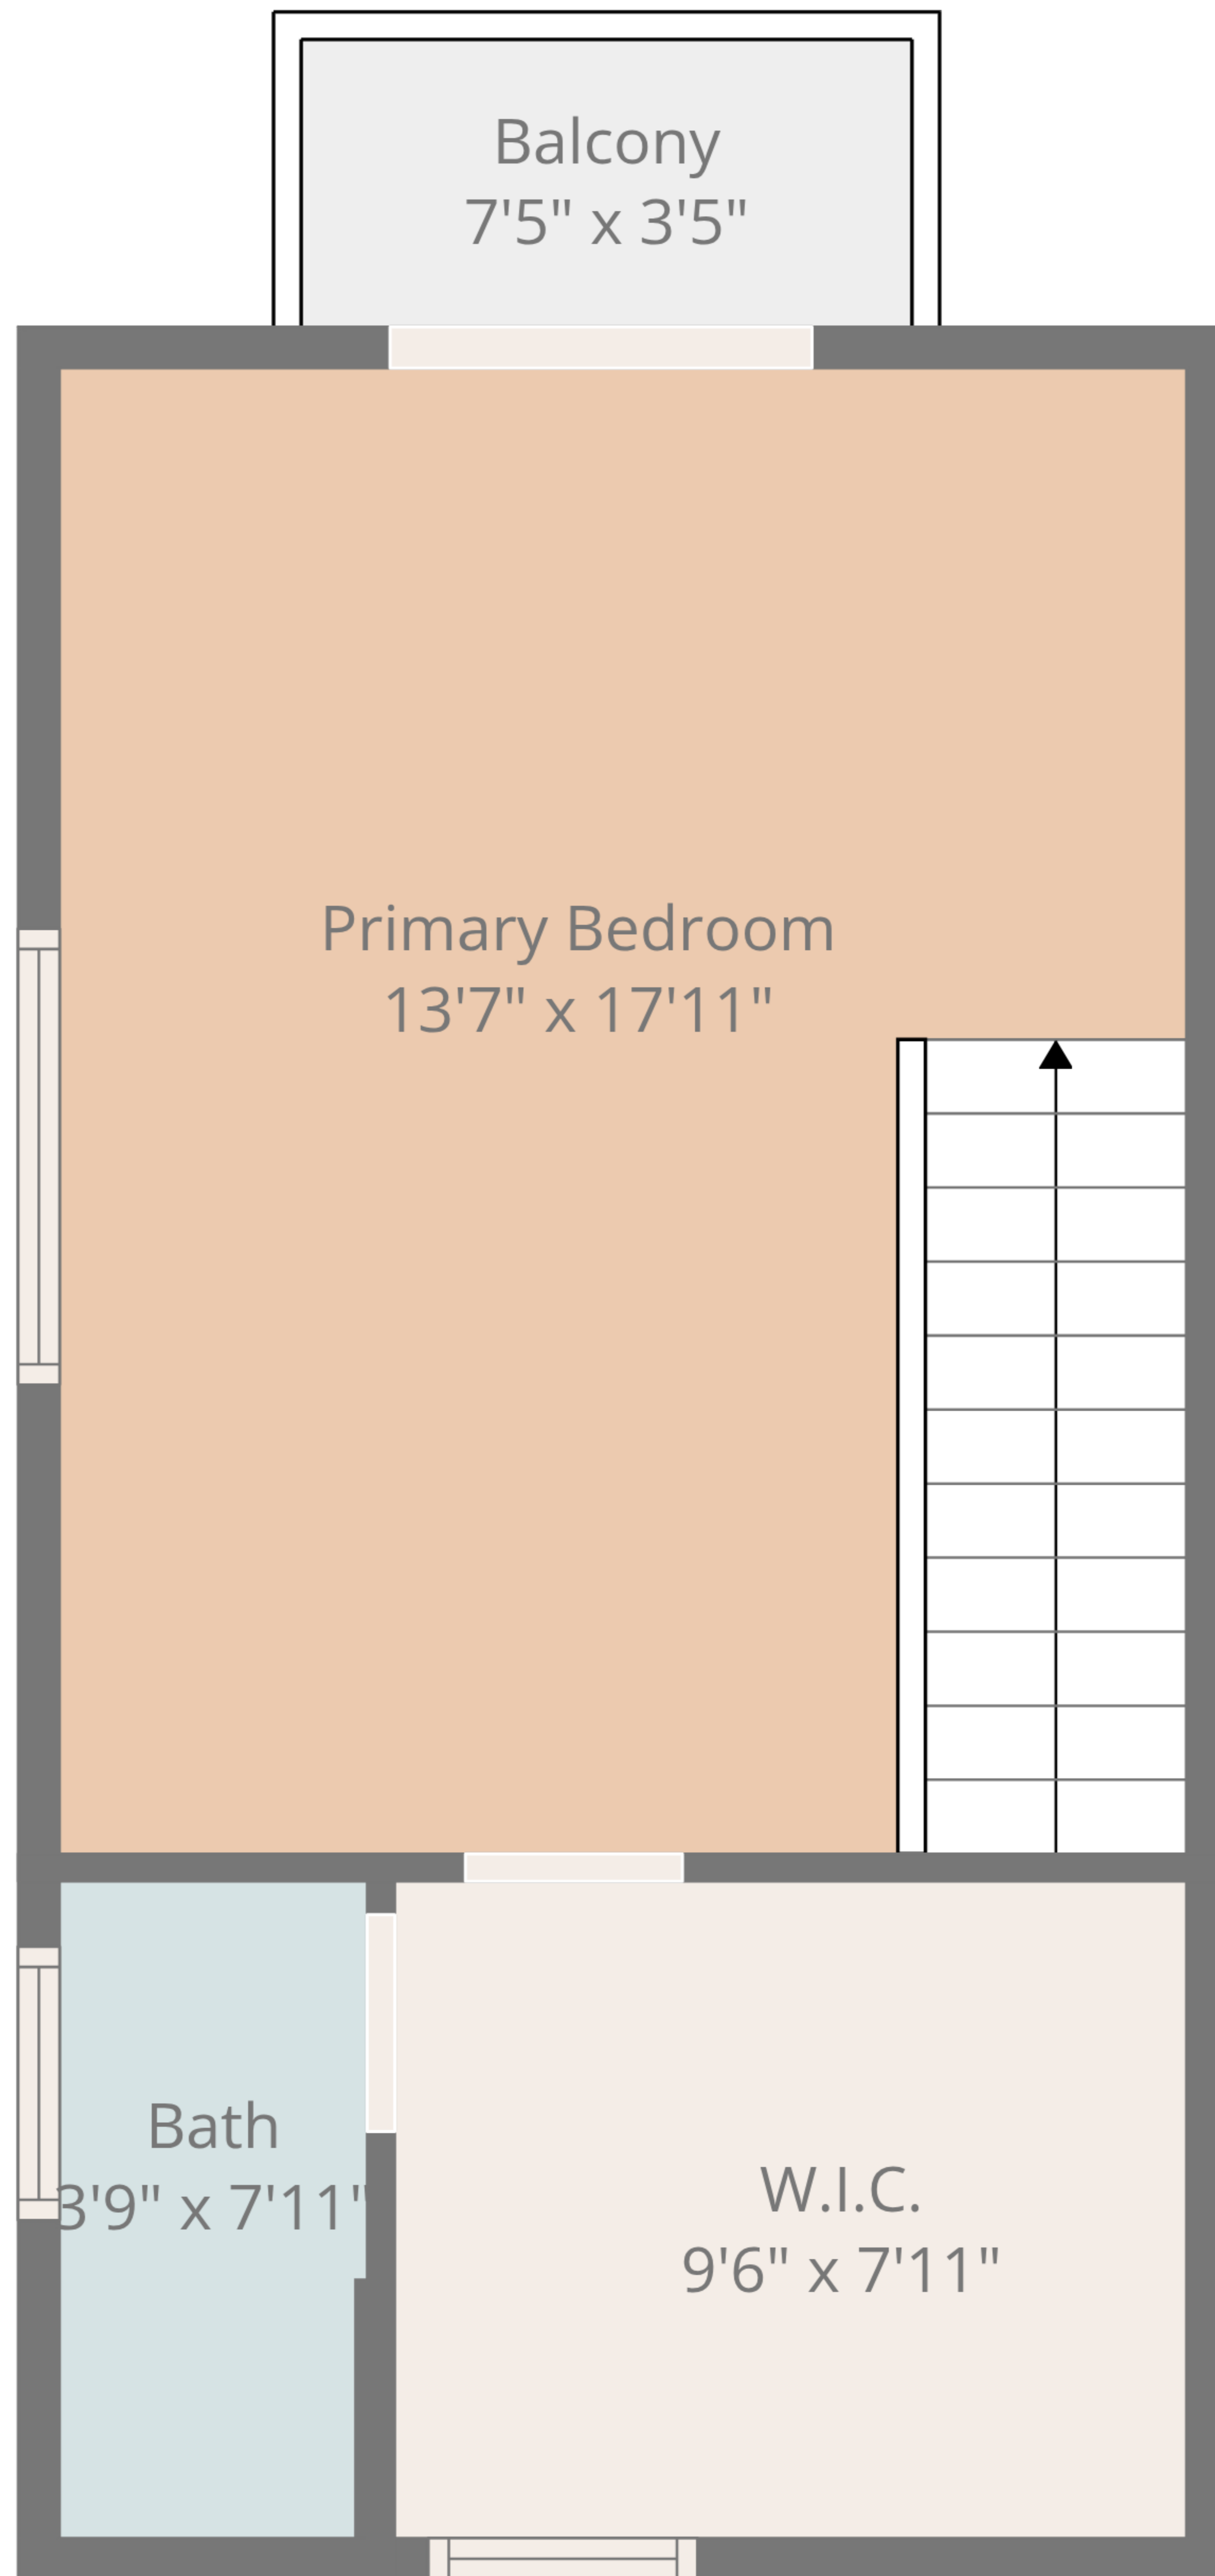 Balcony
7'5" x 3'5"
Primary Bedroom
13'7" x 17'11"
Bath
3'9" x 7'11"
W.I.C.
9'6" x 7'11"